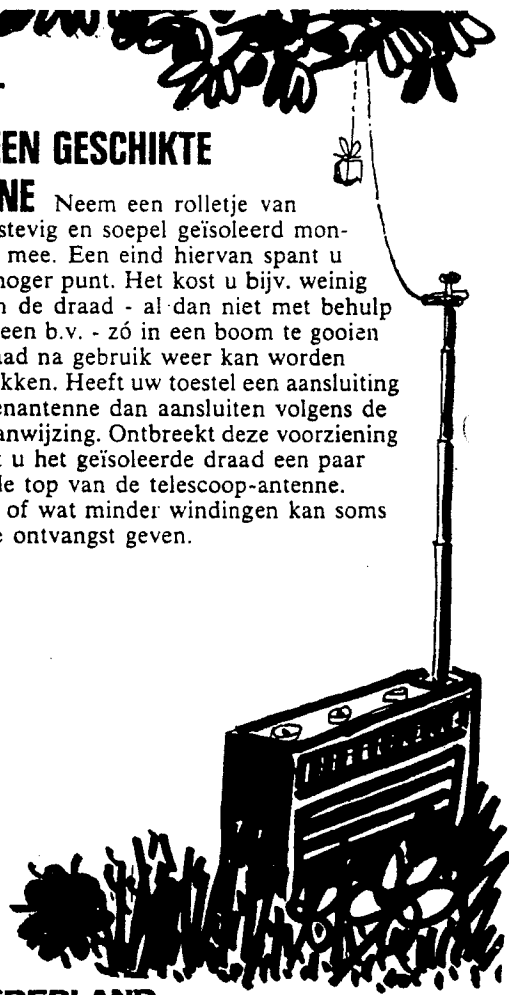 EEN GESCHIKTE
NE Neem een rolletje van
stevig en soepel geïsoleerd mon-
mee. Een eind hiervan spant u
hoger punt. Het kost u bijv. weinig
de draad - al dan niet met behulp
een b.v. - zó in een boom te gooien
aad na gebruik weer kan worden
kken. Heeft uw toestel een aansluiting
enantenne dan aansluiten volgens de
anwijzing. Ontbreekt deze voorziening
u het geïsoleerde draad een paar
de top van de telescoop-antenne.
of wat minder windingen kan soms
e ontvangst geven.
EDERLAND